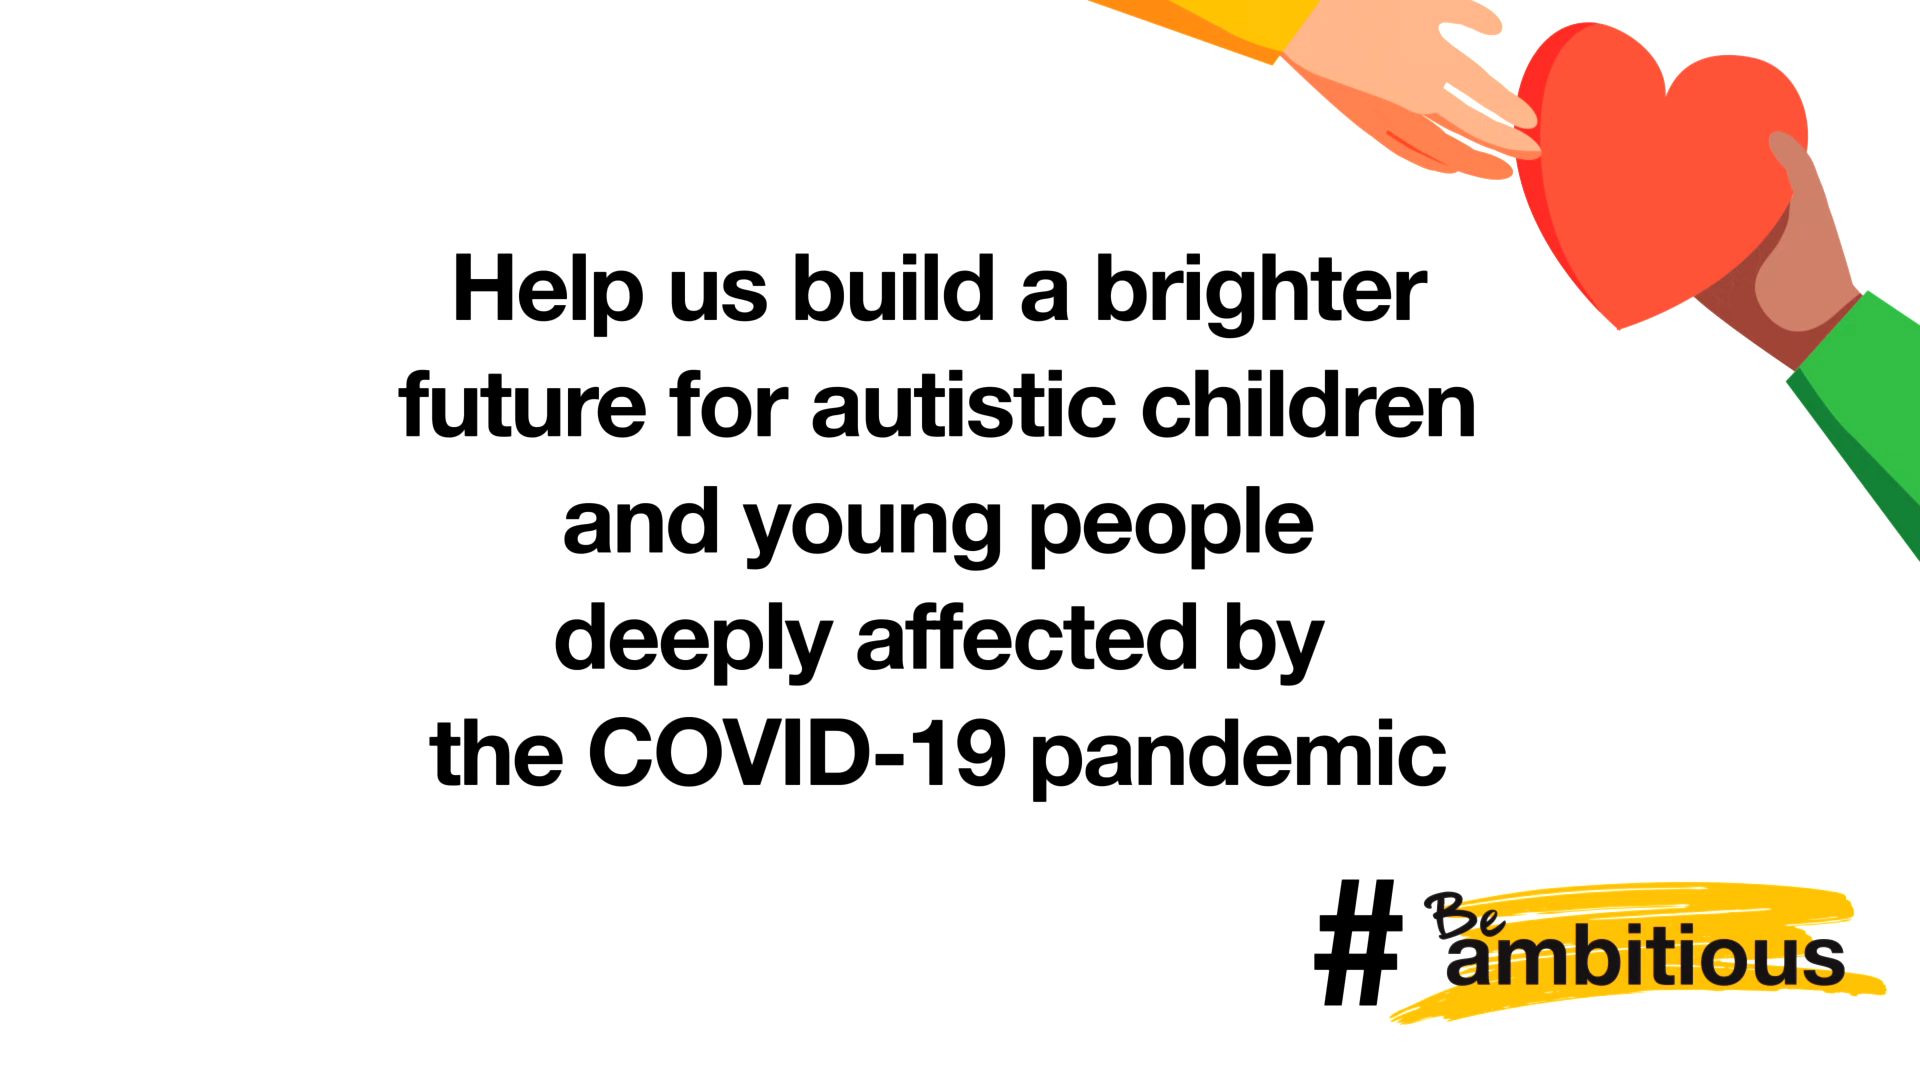 Help us build a brighter
future for autistic children
and young people
deeply affected by
the COVID-19 pandemic
#Be
ambitious